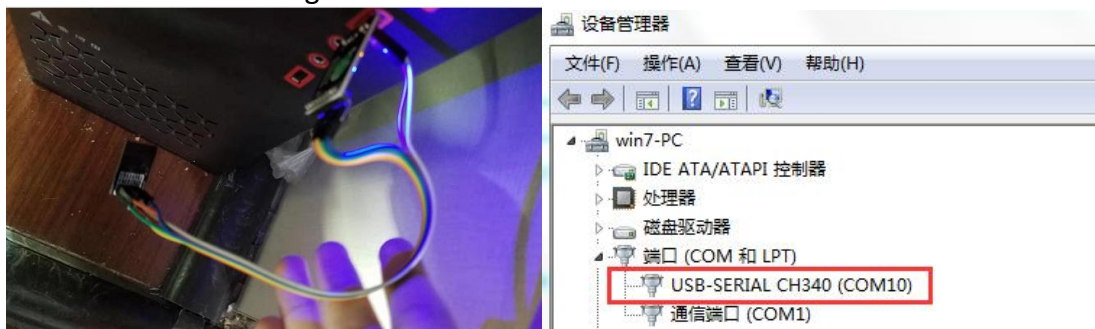 设备管理器
文件(F) 操作(A) 查看(V) 帮助(H)
win7-PC
IDE ATA/ATAPI 控制器
处理器
磁盘驱动器
端口 (COM 和 LPT)
USB-SERIAL CH340 (COM10)
通信端口 (COM1)